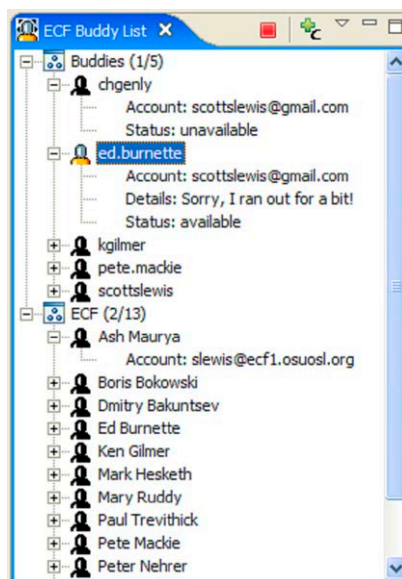 ECF Buddy List
c
Buddies (1/5)
chgenly
Account: scottslewis@gmail.com
Status: unavailable
ed.burnette
Account: scottslewis@gmail.com
Details: Sorry, I ran out for a bit!
Status: available
kgilmer
pete.mackie
scottslewis
ECF (2/13)
Ash Maurya
Account: slewis@ecf1.osuosl.org
Boris Bokowski
Dmitry Bakuntsev
Ed Burnette
Ken Gilmer
Mark Hesketh
Mary Ruddy
Paul Trevithick
Pete Mackie
Peter Nehrer